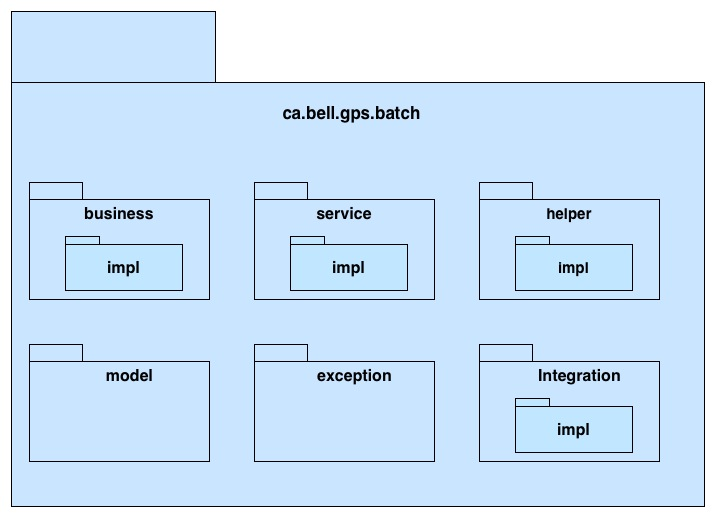 ca.bell.gps.batch
business
service
helper
impl
impl
impl
model
exception
Integration
impl